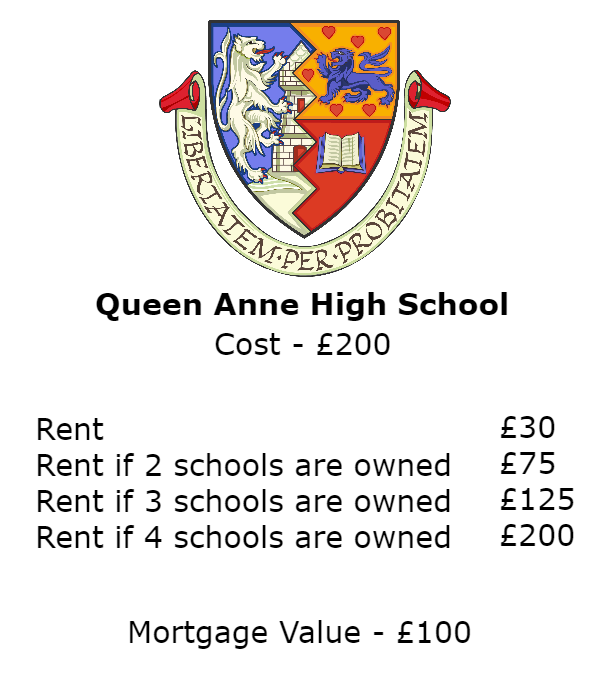 LIBERTATEM·PER·PROBITATEM
Queen Anne High School
Cost - £200
Rent £30
Rent if 2 schools are owned £75
Rent if 3 schools are owned £125
Rent if 4 schools are owned £200
Mortgage Value - £100